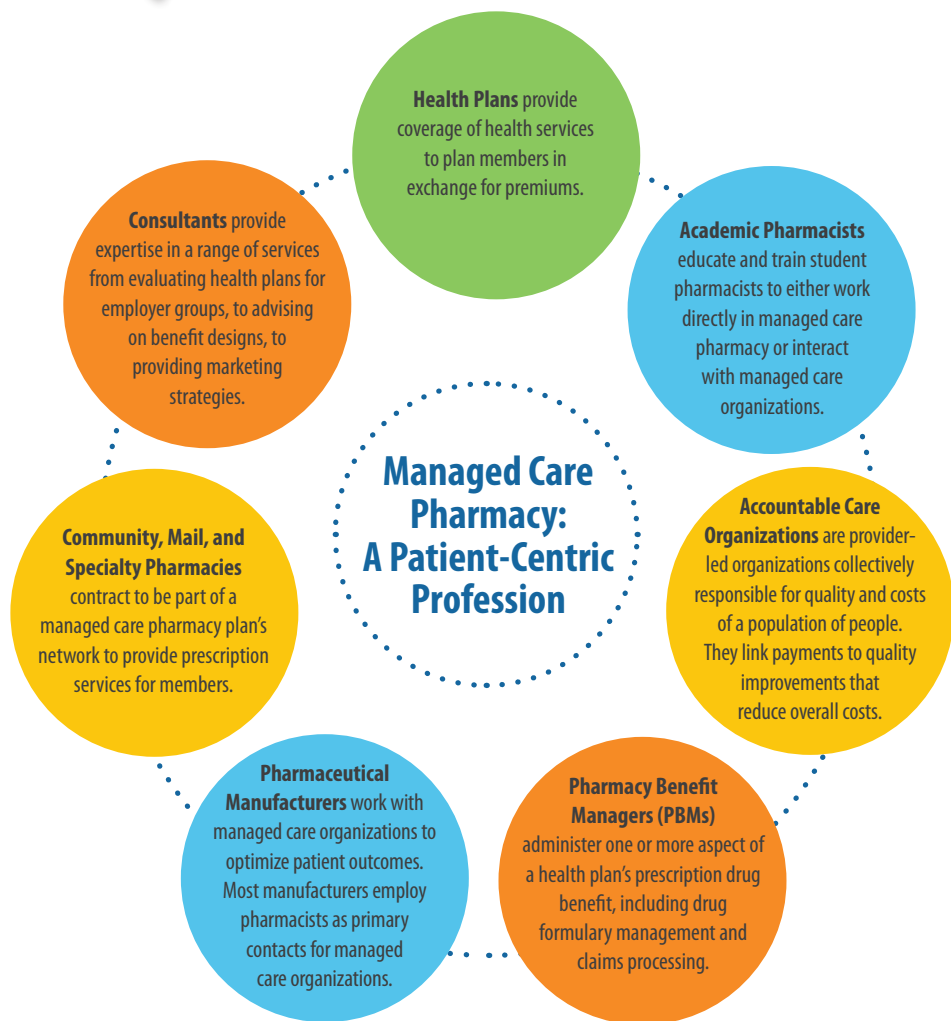 Health Plans provide
coverage of health services
to plan members in
exchange for premiums.
Consultants provide
expertise in a range of services
from evaluating health plans for
employer groups, to advising
on benefit designs, to
providing marketing
strategies.
Academic Pharmacists
educate and train student
pharmacists to either work
directly in managed care
pharmacy or interact
with managed care
organizations.
Managed Care
Pharmacy:
A Patient-Centric
Profession
Community, Mail, and
Specialty Pharmacies
contract to be part of a
managed care pharmacy plan's
network to provide prescription
services for members.
Accountable Care
Organizations are provider-
led organizations collectively
responsible for quality and costs
of a population of people.
They link payments to quality
improvements that
reduce overall costs.
Pharmaceutical
Manufacturers work with
managed care organizations to
optimize patient outcomes.
Most manufacturers employ
pharmacists as primary
contacts for managed
care organizations.
Pharmacy Benefit
Managers (PBMs)
administer one or more aspect of
a health plan's prescription drug
benefit, including drug
formulary management and
claims processing.